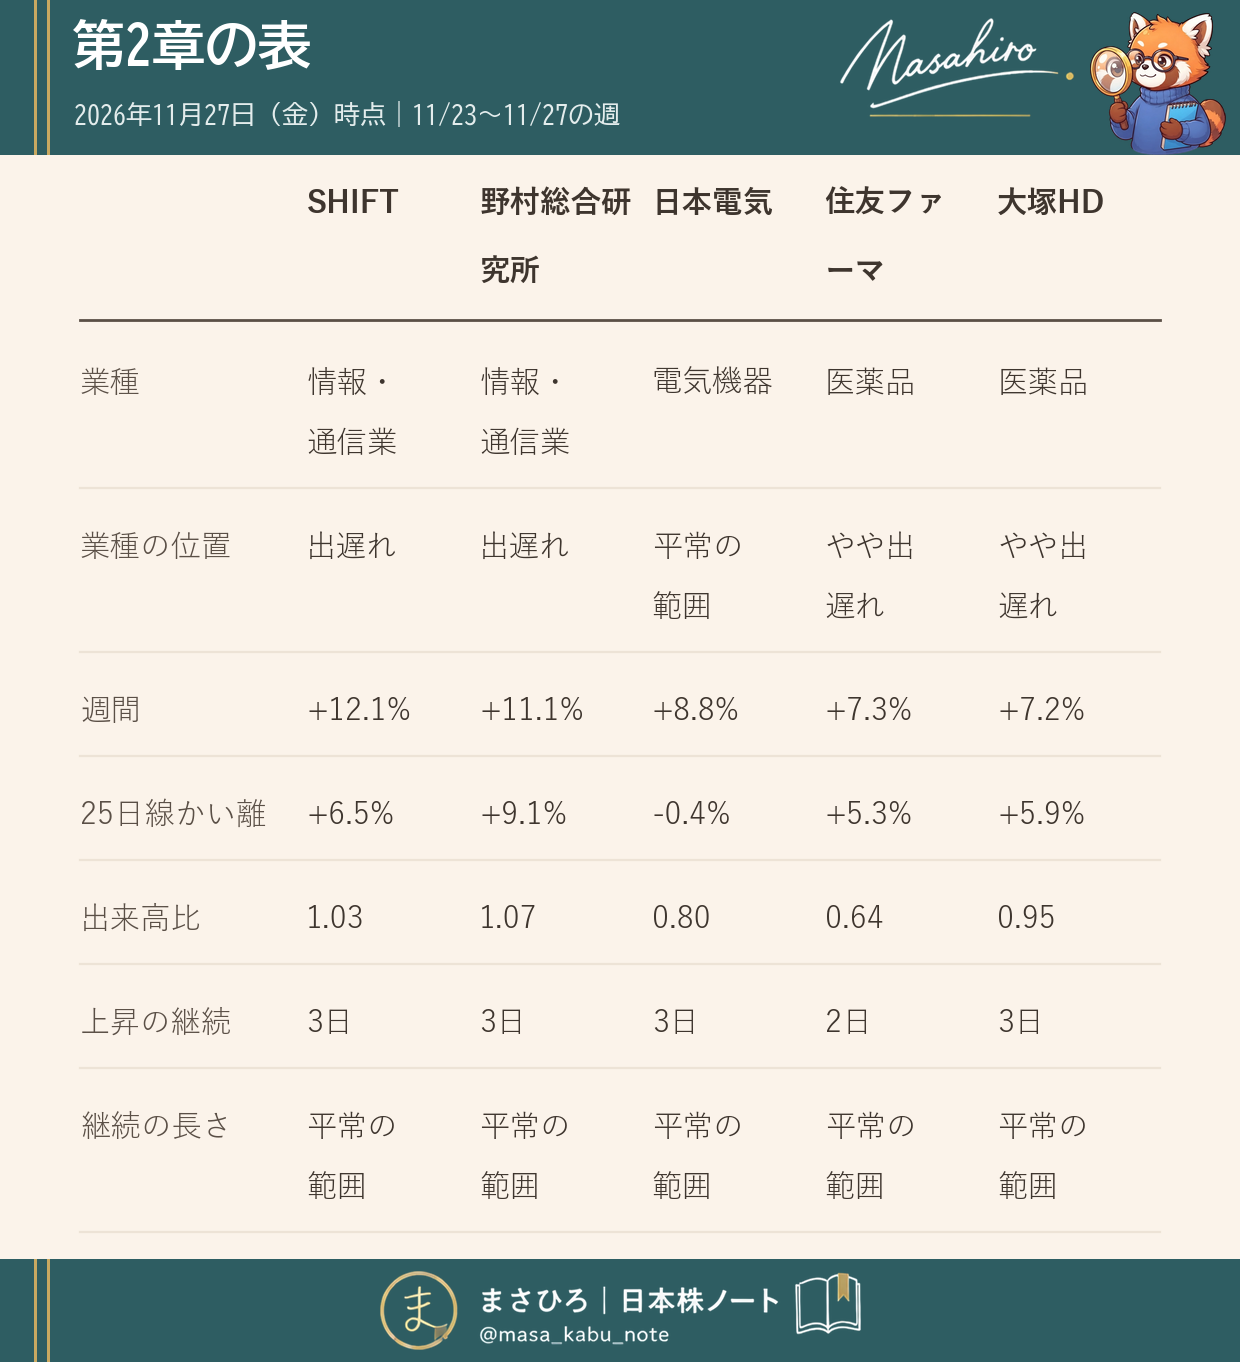 第2章の表
2026年11月27日（金）時点｜11/23～11/27の週
Masahiro
SHIFT 野村総合研究所 日本電気 住友ファーマ 大塚HD
業種 情報・通信業 情報・通信業 電気機器 医薬品 医薬品
業種の位置 出遅れ 出遅れ 平常の範囲 やや出遅れ やや出遅れ
週間 +12.1% +11.1% +8.8% +7.3% +7.2%
25日線かい離 +6.5% +9.1% -0.4% +5.3% +5.9%
出来高比 1.03 1.07 0.80 0.64 0.95
上昇の継続 3日 3日 3日 2日 3日
継続の長さ 平常の範囲 平常の範囲 平常の範囲 平常の範囲 平常の範囲
ま
まさひろ｜日本株ノート
@masa_kabu_note